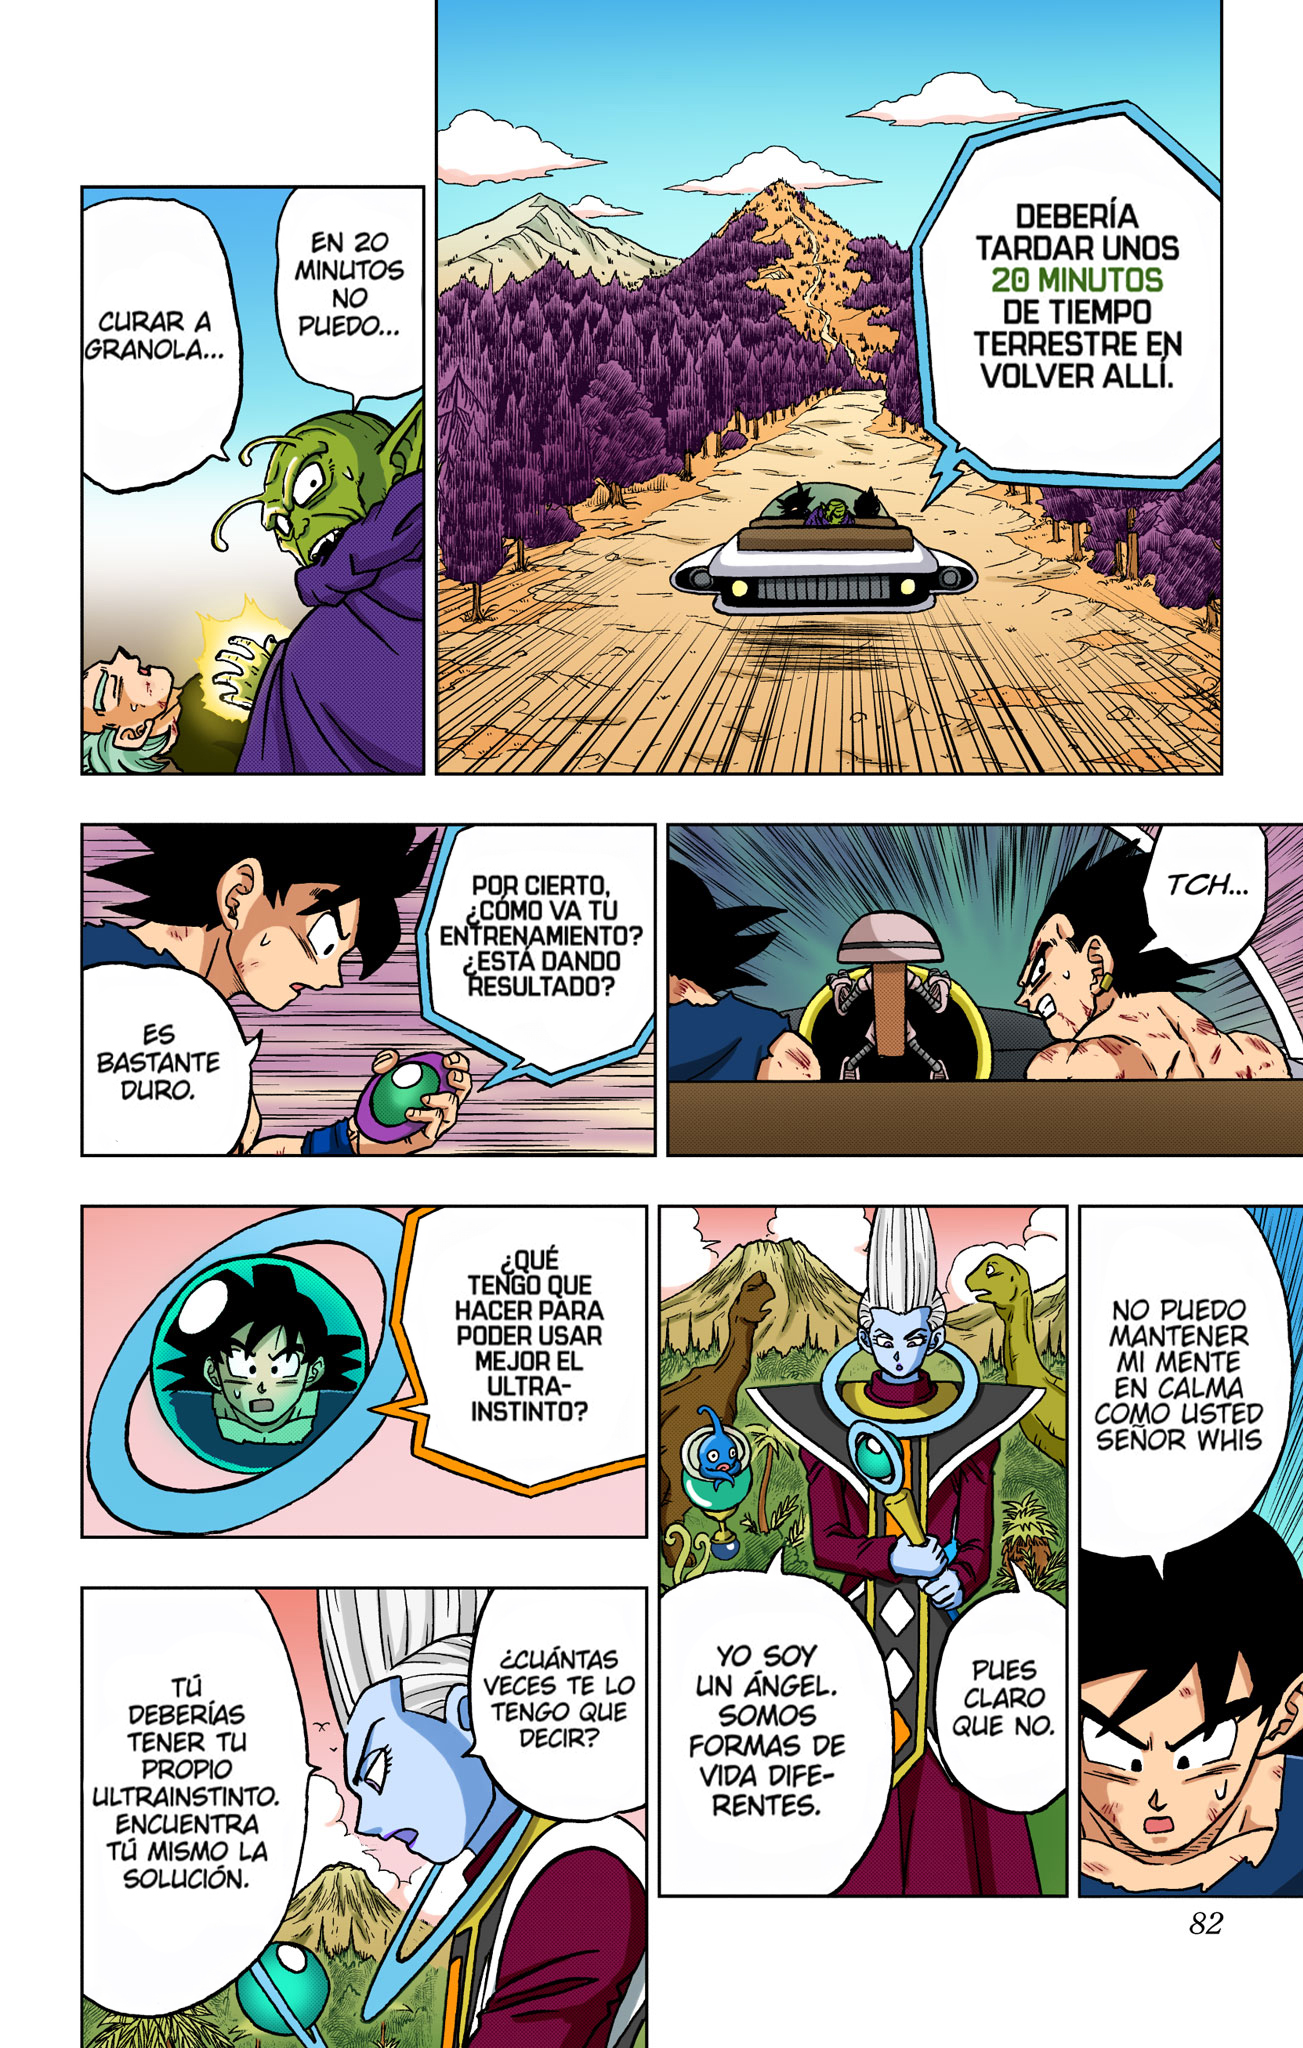 DEBERÍA
TARDAR UNOS
20 MINUTOS
DE TIEMPO
TERRESTRE EN
VOLVER ALLÍ.
EN 20
MINUTOS
NO
PUEDO...
CURAR A
GRANOLA...
TCH...
POR CIERTO,
¿CÓMO VA TU
ENTRENAMIENTO?
¿ESTÁ DANDO
RESULTADO?
ES
BASTANTE
DURO.
NO PUEDO
MANTENER
MI MENTE
EN CALMA
COMO USTED
SEÑOR WHIS
PUES
CLARO
QUE NO.
YO SOY
UN ÁNGEL.
SOMOS
FORMAS DE
VIDA DIFE-
RENTES.
¿QUÉ
TENGO QUE
HACER PARA
PODER USAR
MEJOR EL
ULTRA-
INSTINTO?
¿CUÁNTAS
VECES TE LO
TENGO QUE
DECIR?
TÚ
DEBERÍAS
TENER TU
PROPIO
ULTRAINSTINTO.
ENCUENTRA
TÚ MISMO LA
SOLUCIÓN.
82